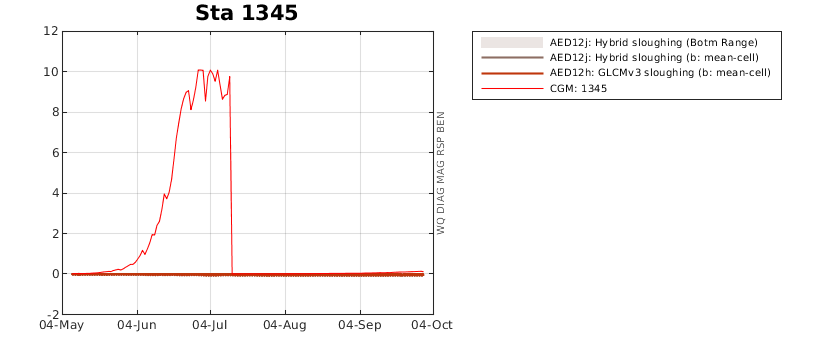 Sta 1345
12
10
8
6
4
2
0
-2
04-May 04-Jun 04-Jul 04-Aug 04-Sep 04-Oct
WQ DIAG MAG RSP BEN
AED12j: Hybrid sloughing (Botm Range)
AED12j: Hybrid sloughing (b: mean-cell)
AED12h: GLCMv3 sloughing (b: mean-cell)
CGM: 1345